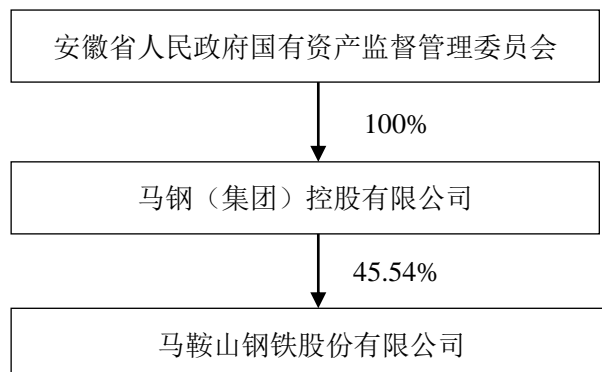 安徽省人民政府国有资产监督管理委员会
100%
马钢（集团）控股有限公司
45.54%
马鞍山钢铁股份有限公司